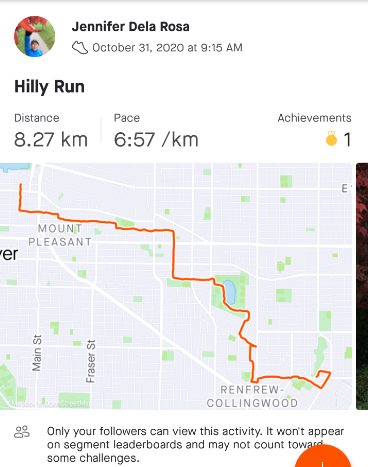 Jennifer Dela Rosa
October 31, 2020 at 9:15 AM
Hilly Run
Distance
Pace
Achievements
8.27 km
6:57 /km
1
E
MOUNT
PLEASANT
ver
Main St
Fraser St
RENFREW-
COLLINGWOOD
Only your followers can view this activity. It won't appear
on segment leaderboards and may not count toward
some challenges.